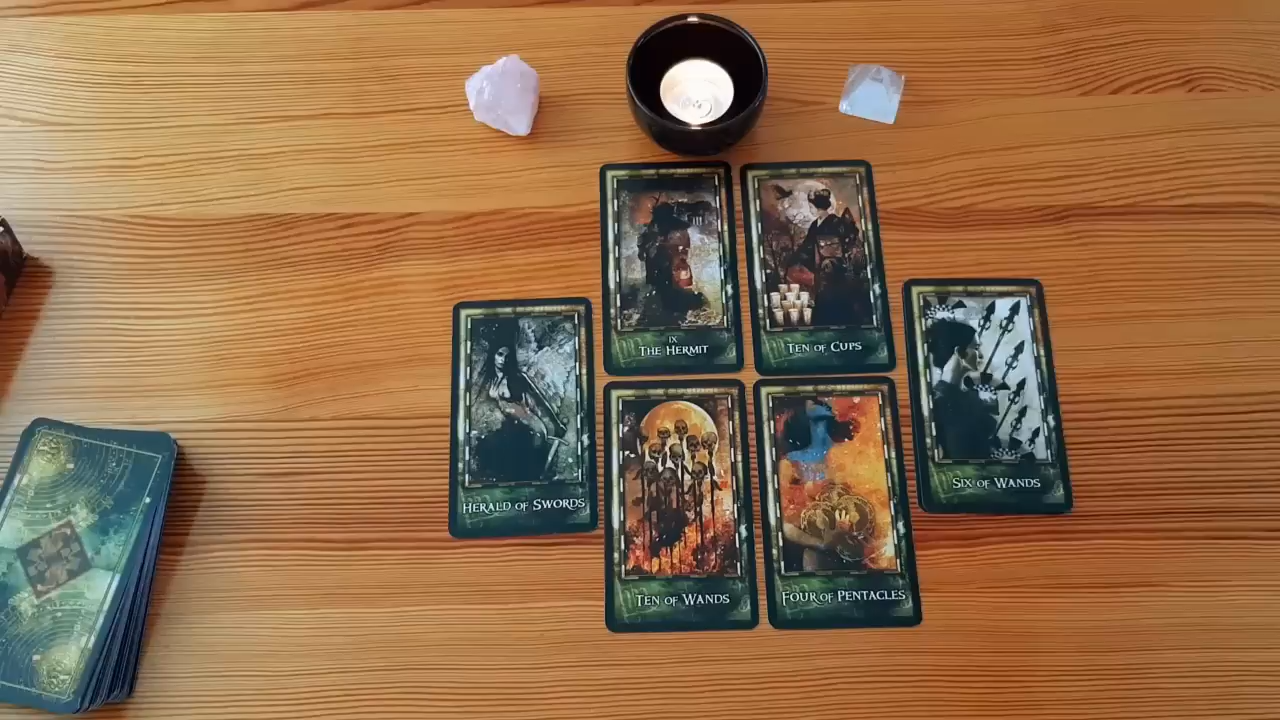 IX
THE HERMIT
TEN OF CUPS
HERALD OF SWORDS
SIX OF WANDS
TEN OF WANDS
FOUR OF PENTACLES